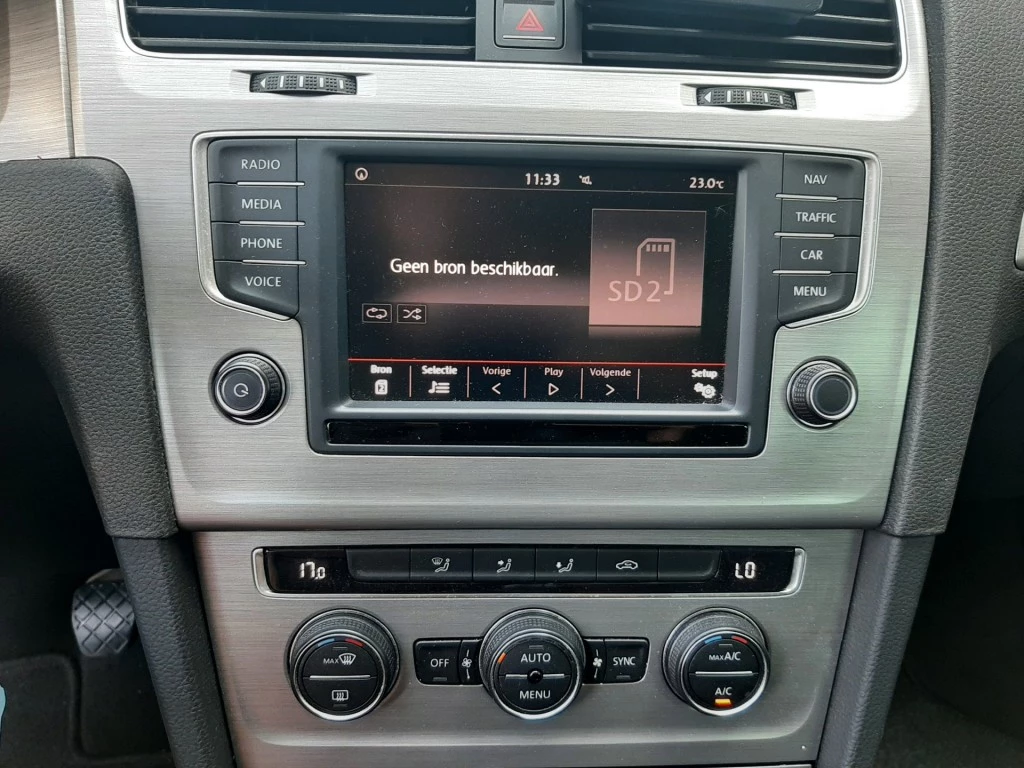 RADIO
MEDIA
PHONE
VOICE
11:33
23.0°c
Geen bron beschikbaar.
SD2
Bron
Selectie
Vorige
Play
Volgende
Setup
NAV
TRAFFIC
CAR
MENU
17.0
LO
MAX
OFF
AUTO
MENU
SYNC
MAX A/C
A/C